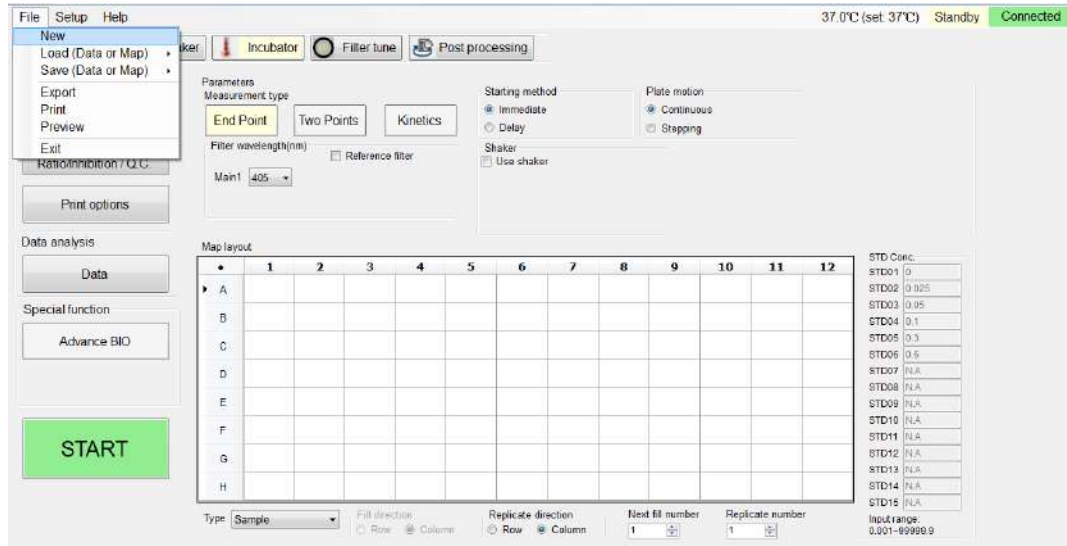 File Setup Help 37.0°C (set: 37°C) Standby Connected
New
Load (Data or Map)
Save (Data or Map)
Export
Print
Preview
Exit
ker Incubator Filter tune Post processing
Parameters
Measurement type
End Point Two Points Kinetics
Starting method
Immediate
Delay
Plate motion
Continuous
Stepping
Filter wavelength(nm)
Reference filter
Main1 405
Shaker
Use shaker
Ratio/Inhibition / Q.C.
Print options
Data analysis
Data
Special function
Advance BIO
START
Map layout
1 2 3 4 5 6 7 8 9 10 11 12
A
B
C
D
E
F
G
H
STD Conc.
STD01 0
STD02 0.025
STD03 0.05
STD04 0.1
STD05 0.3
STD06 0.6
STD07 N.A
STD08 N.A
STD09 N.A
STD10 N.A
STD11 N.A
STD12 N.A
STD13 N.A
STD14 N.A
STD15 N.A
Input range:
0.001~99999.9
Type Sample
Fill direction
Row Column
Replicate direction
Row Column
Next fill number
1
Replicate number
1